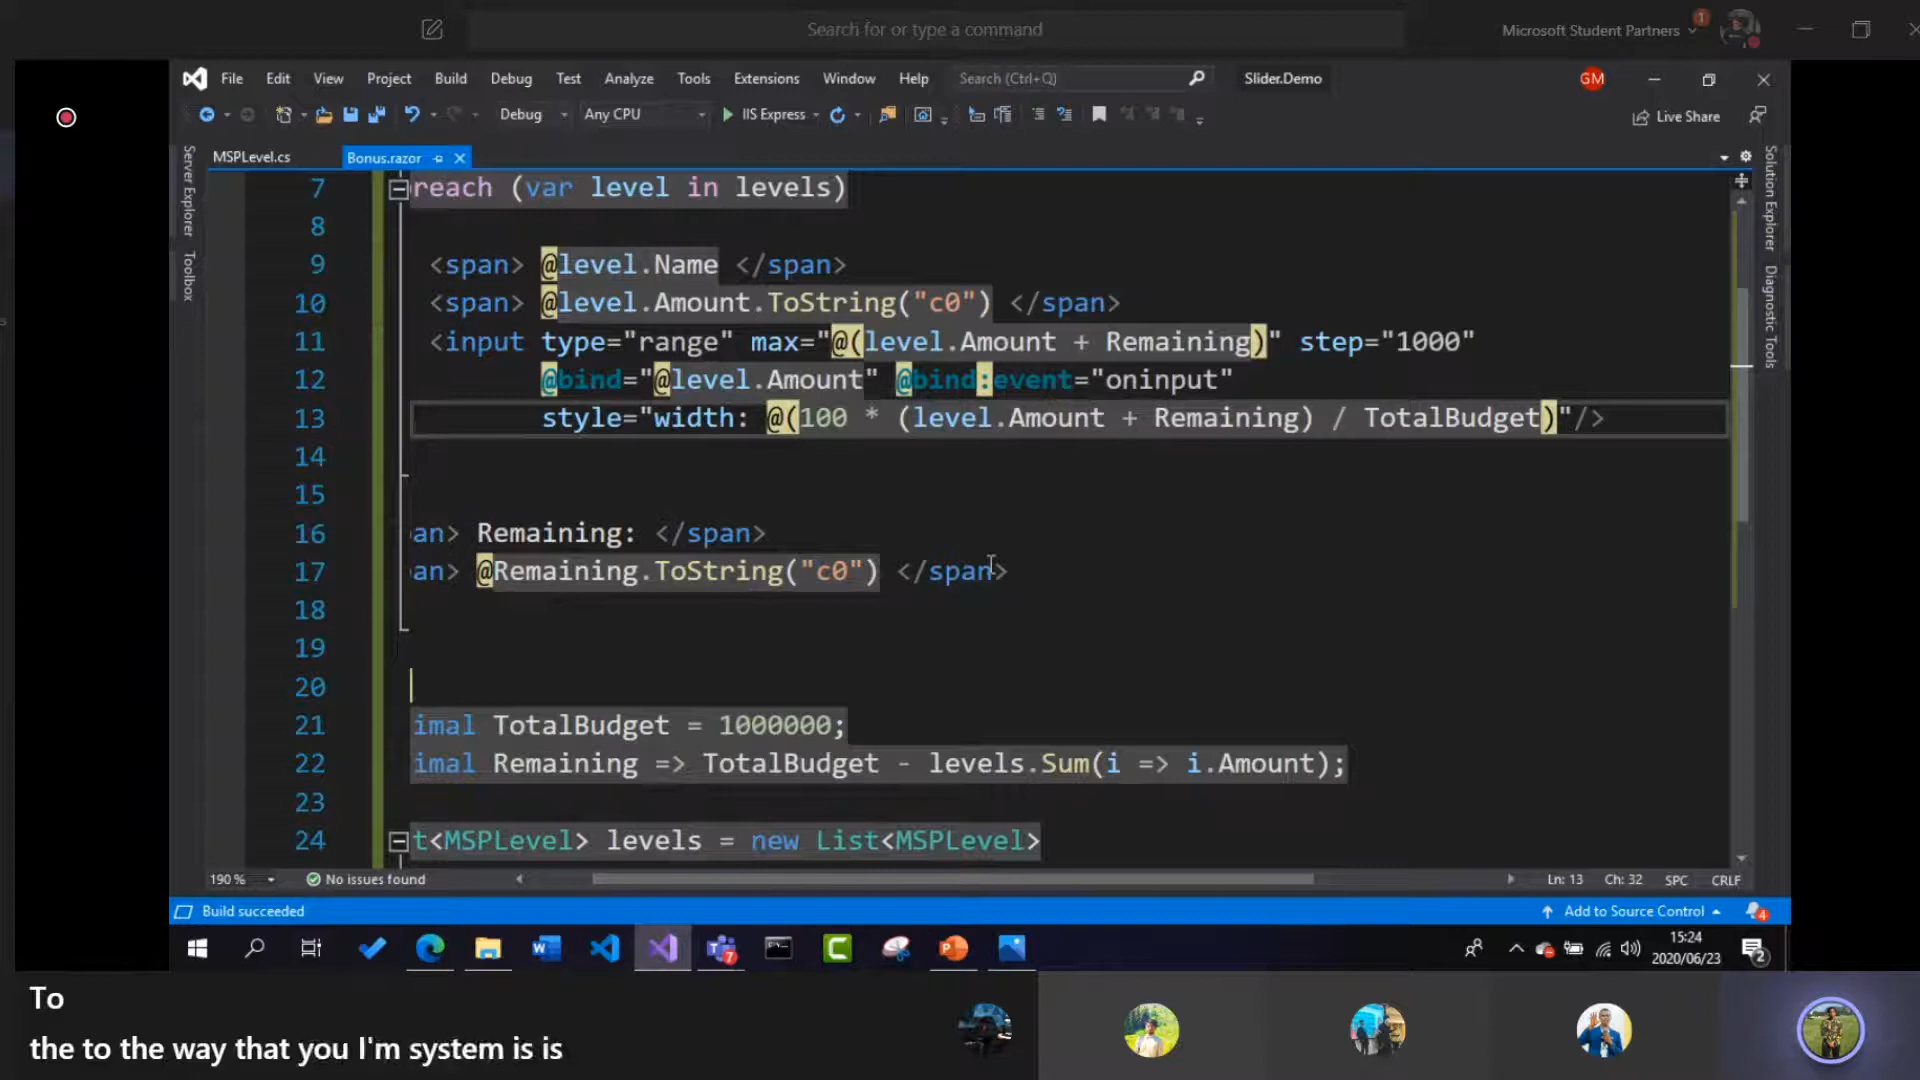 Search for or type a command
Microsoft Student Partners
1
File Edit View Project Build Debug Test Analyze Tools Extensions Window Help Search (Ctrl+Q) Slider.Demo GM
Debug Any CPU IIS Express Live Share
MSPLevel.cs Bonus.razor
Server Explorer
Toolbox
Solution Explorer
Diagnostic Tools
7 reach (var level in levels)
8
9 <span> @level.Name </span>
10 <span> @level.Amount.ToString("c0") </span>
11 <input type="range" max="@(level.Amount + Remaining)" step="1000"
12 @bind="@level.Amount" @bind:event="oninput"
13 style="width: @(100 * (level.Amount + Remaining) / TotalBudget)"/>
14
15
16 an> Remaining: </span>
17 an> @Remaining.ToString("c0") </span>
18
19
20
21 imal TotalBudget = 1000000;
22 imal Remaining => TotalBudget - levels.Sum(i => i.Amount);
23
24 t<MSPLevel> levels = new List<MSPLevel>
190 % No issues found Ln: 13 Ch: 32 SPC CRLF
Build succeeded Add to Source Control 4
7
15:24
2020/06/23
2
To
the to the way that you I'm system is is